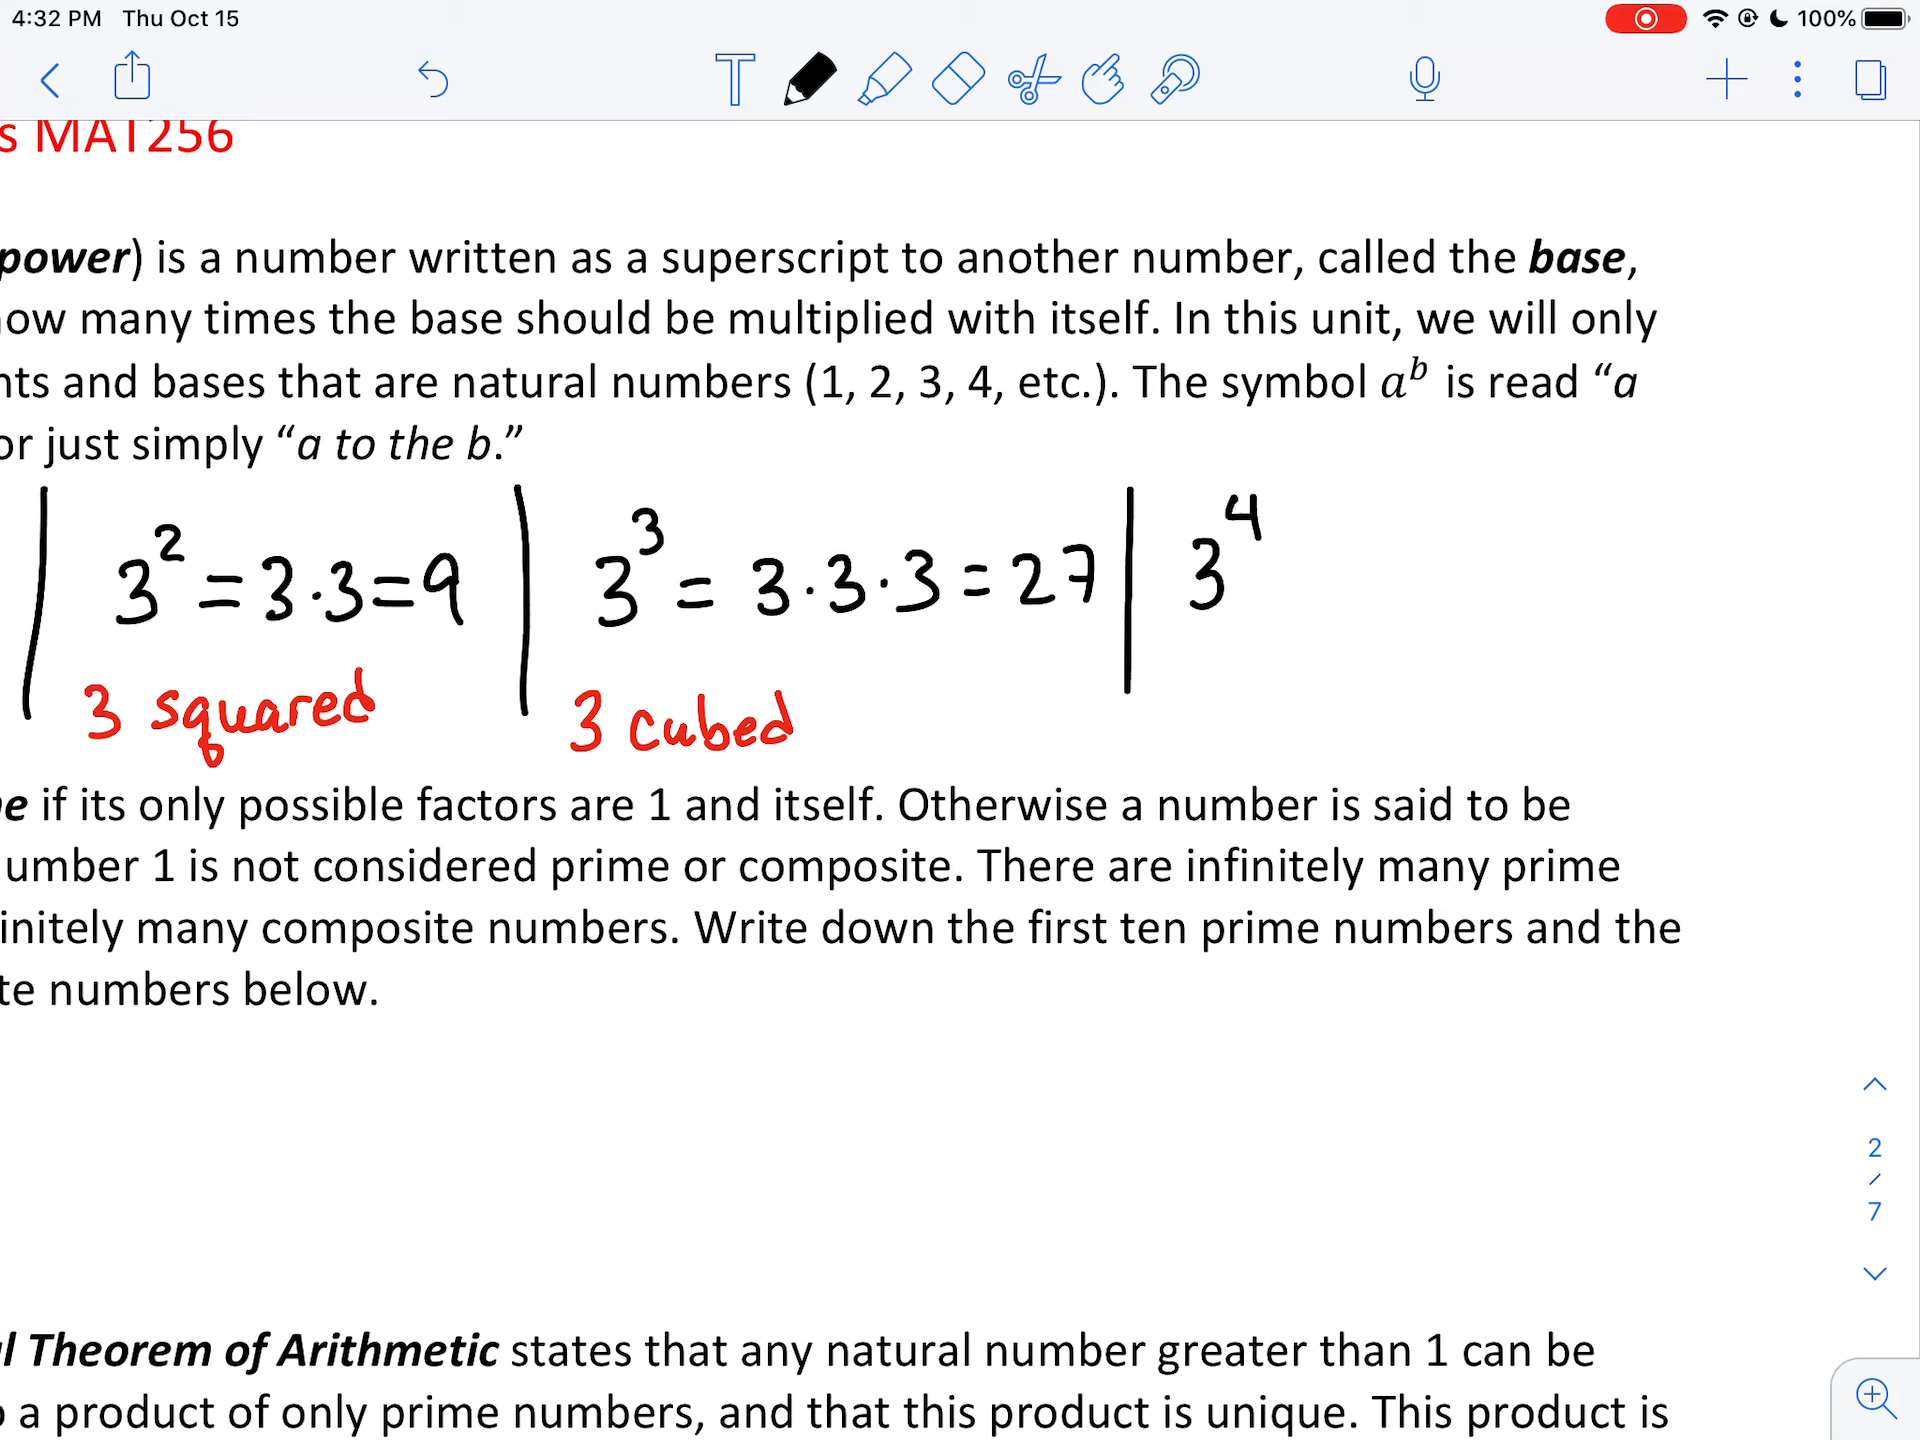 4:32 PM Thu Oct 15 100%
s MAT256
power) is a number written as a superscript to another number, called the base,
ow many times the base should be multiplied with itself. In this unit, we will only
nts and bases that are natural numbers (1, 2, 3, 4, etc.). The symbol aᵇ is read “a
or just simply “a to the b.”
3² = 3·3 = 9 | 3³ = 3·3·3 = 27 | 3⁴
3 squared 3 cubed
e if its only possible factors are 1 and itself. Otherwise a number is said to be
umber 1 is not considered prime or composite. There are infinitely many prime
initely many composite numbers. Write down the first ten prime numbers and the
te numbers below.
2
/
7
l Theorem of Arithmetic states that any natural number greater than 1 can be
a product of only prime numbers, and that this product is unique. This product is